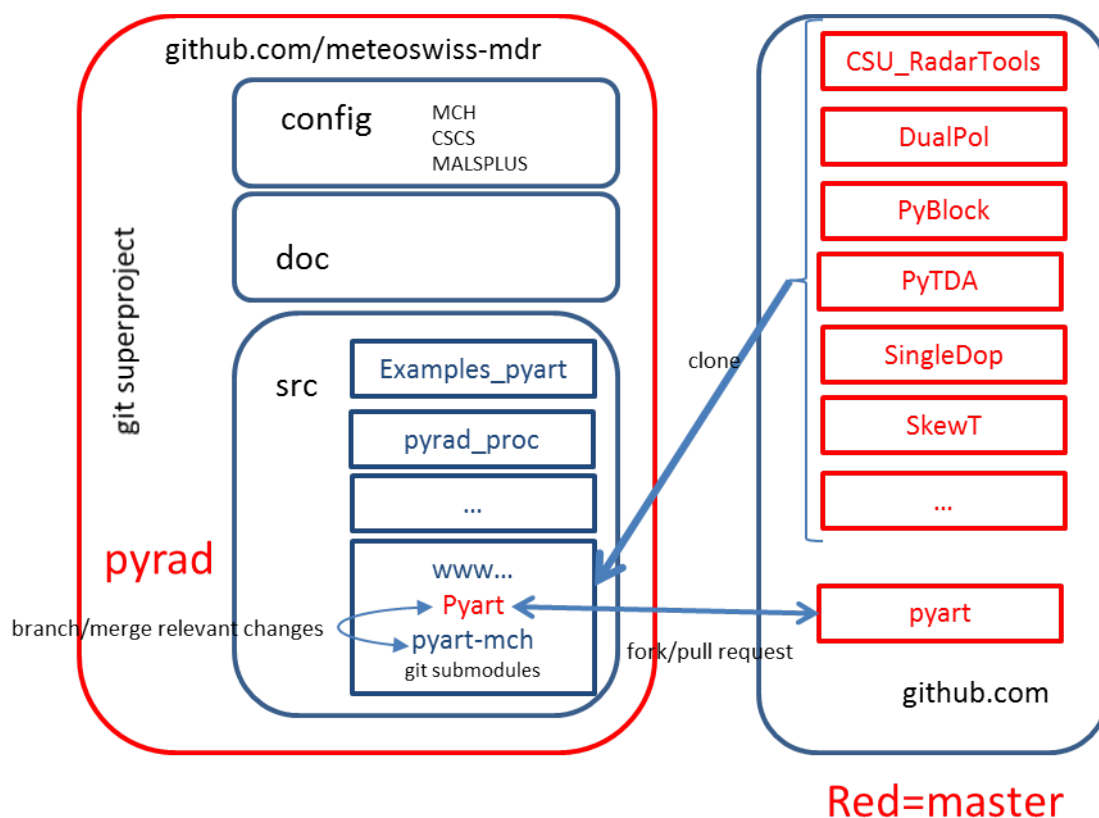 github.com/meteoswiss-mdr
config
MCH
CSCS
MALSPLUS
doc
git superproject
src
Examples_pyart
pyrad_proc
...
www...
Pyart
pyart-mch
git submodules
pyrad
branch/merge relevant changes
clone
fork/pull request
CSU_RadarTools
DualPol
PyBlock
PyTDA
SingleDop
SkewT
...
pyart
github.com
Red=master